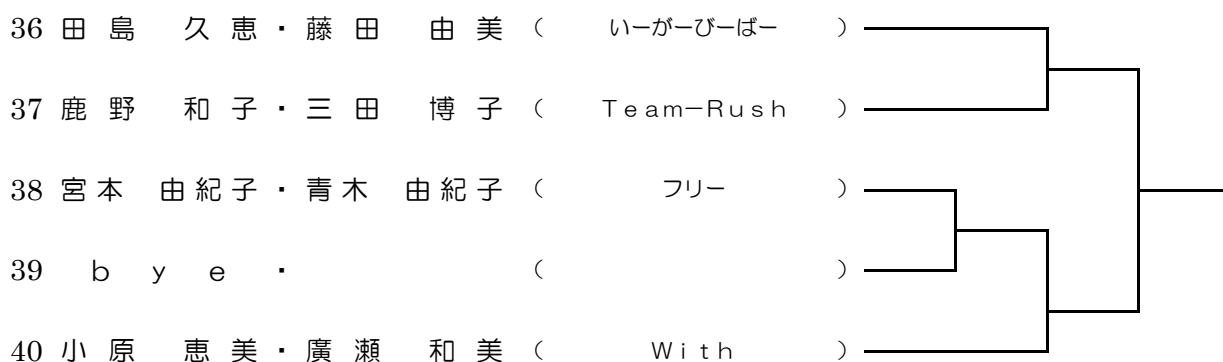 36 田島 久恵・藤田 由美 ( いーがーびーばー )
37 鹿野 和子・三田 博子 ( Team－Rush )
38 宮本 由紀子・青木 由紀子 ( フリー )
39 bye・ ( )
40 小原 恵美・廣瀬 和美 ( With )